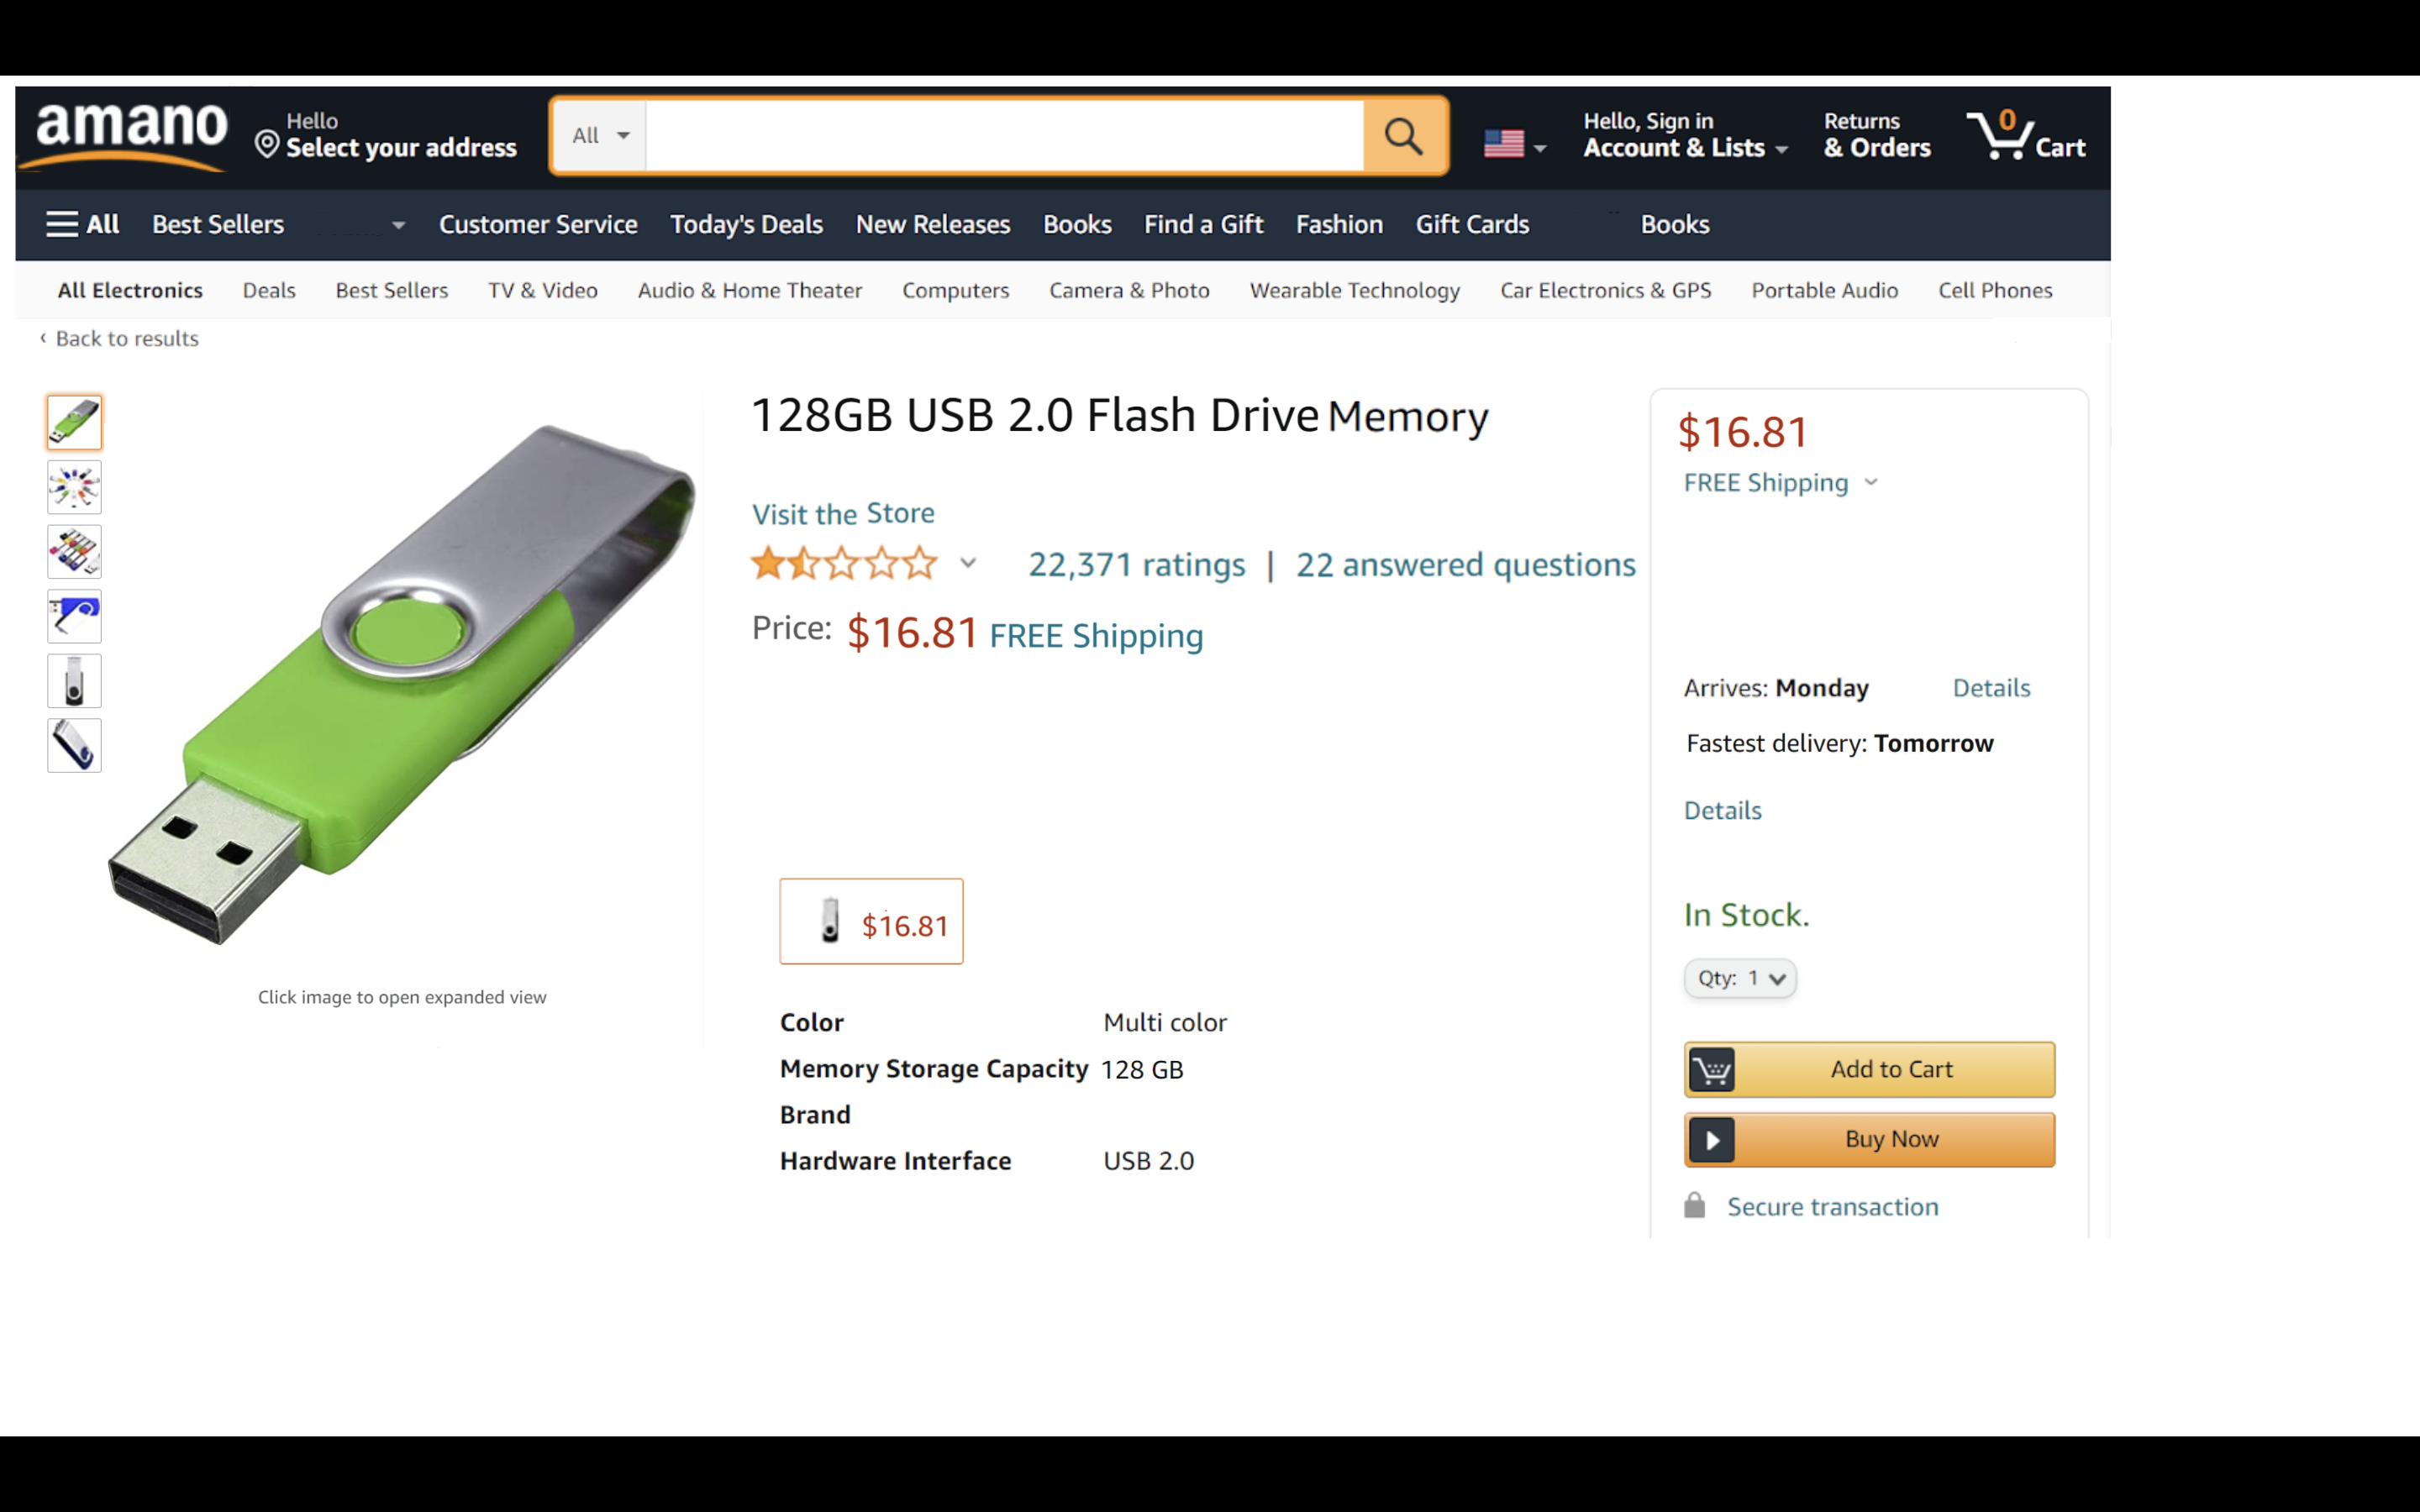 amano
Hello
Select your address
All
Hello, Sign in
Account & Lists
Returns
& Orders
0
Cart
All Best Sellers Customer Service Today's Deals New Releases Books Find a Gift Fashion Gift Cards Books
All Electronics Deals Best Sellers TV & Video Audio & Home Theater Computers Camera & Photo Wearable Technology Car Electronics & GPS Portable Audio Cell Phones
‹ Back to results
128GB USB 2.0 Flash Drive Memory
Visit the Store
22,371 ratings | 22 answered questions
Price: $16.81 FREE Shipping
$16.81
Click image to open expanded view
Color Multi color
Memory Storage Capacity 128 GB
Brand
Hardware Interface USB 2.0
$16.81
FREE Shipping
Arrives: Monday Details
Fastest delivery: Tomorrow
Details
In Stock.
Qty: 1
Add to Cart
Buy Now
Secure transaction